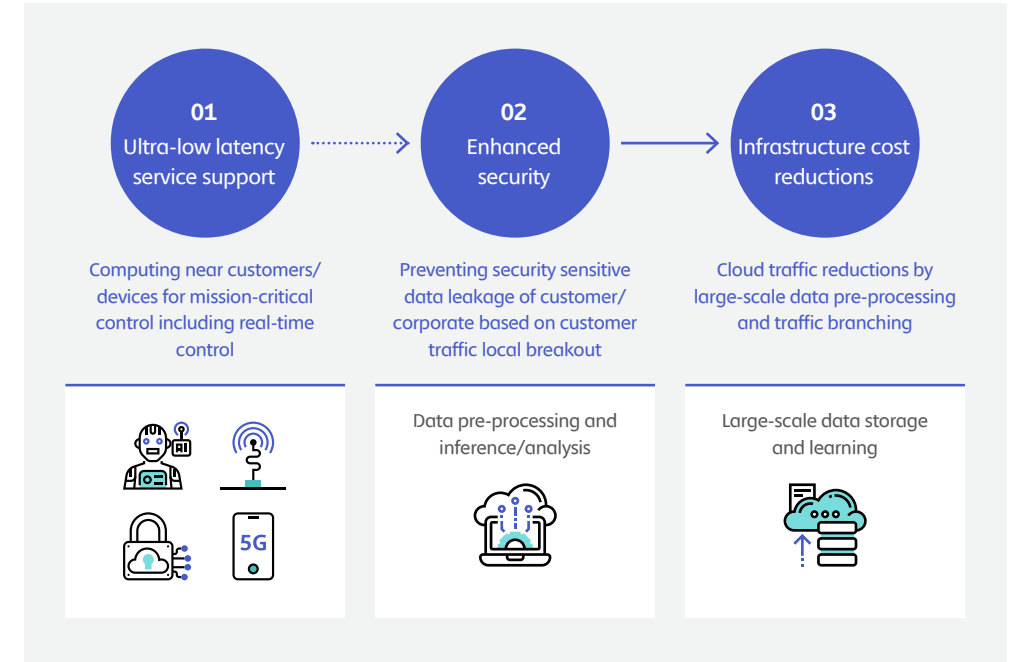 01
Ultra-low latency
service support
02
Enhanced
security
03
Infrastructure cost
reductions
Computing near customers/
devices for mission-critical
control including real-time
control
Preventing security sensitive
data leakage of customer/
corporate based on customer
traffic local breakout
Cloud traffic reductions by
large-scale data pre-processing
and traffic branching
AI
5G
Data pre-processing and
inference/analysis
Large-scale data storage
and learning